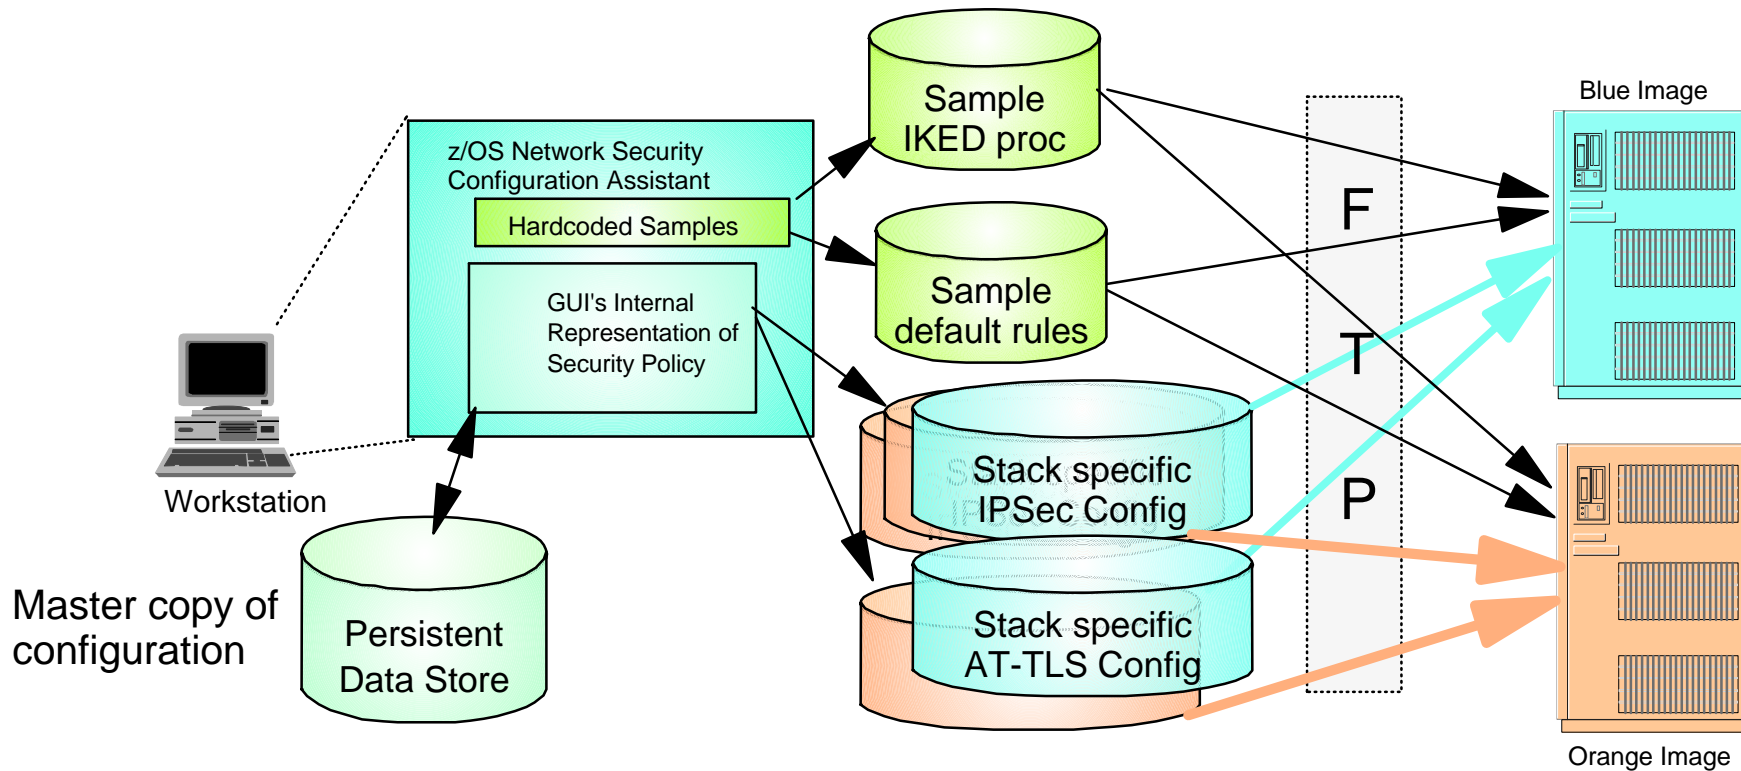 Blue Image
Sample
IKED proc
z/OS Network Security
Configuration Assistant
Hardcoded Samples
GUI's Internal
Representation of
Security Policy
Sample
default rules
F
T
P
Workstation
Stack specific
IPSec Config
Master copy of
configuration
Persistent
Data Store
Stack specific
AT-TLS Config
Orange Image